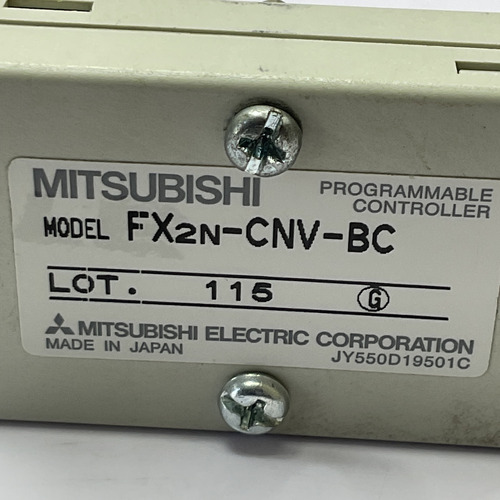 MITSUBISHI
PROGRAMMABLE
CONTROLLER
MODEL FX2N-CNV-BC
LOT. 115 G
MITSUBISHI ELECTRIC CORPORATION
MADE IN JAPAN JY550D19501C